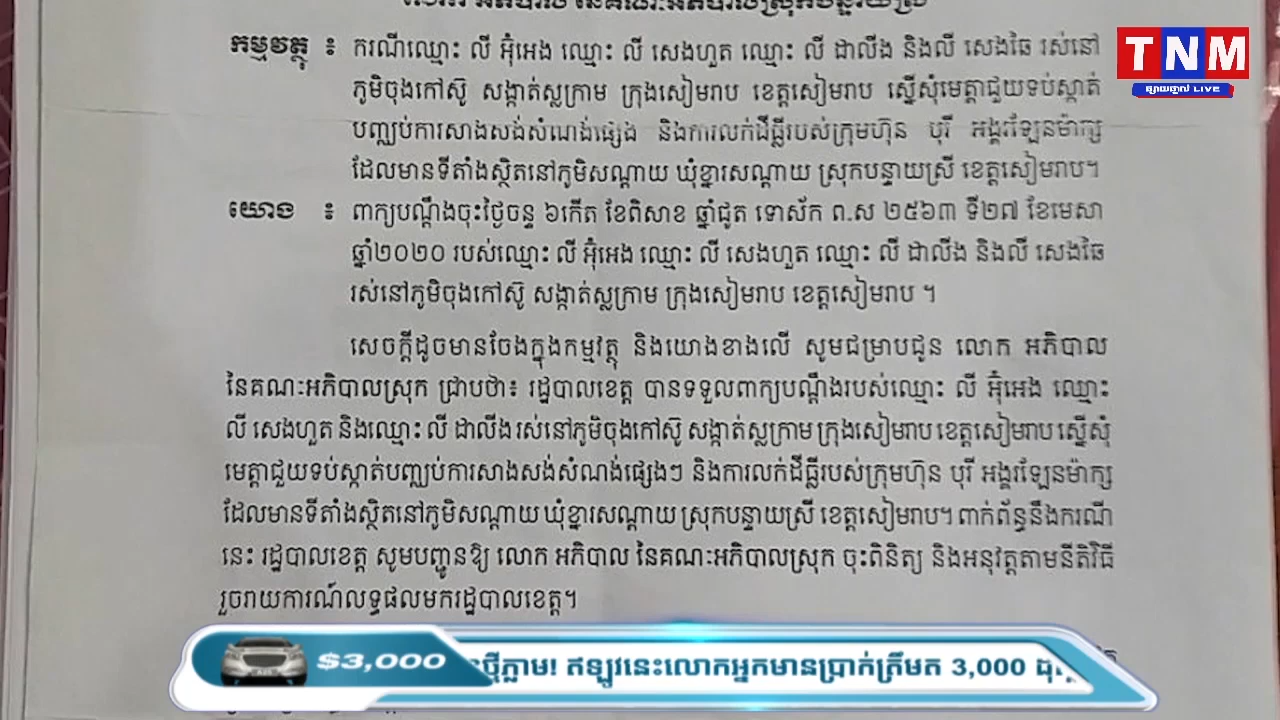 កម្មវត្ថុ ៖ ករណីឈ្មោះ លី អ៊ុំអេង ឈ្មោះ លី សេងហួត ឈ្មោះ លី ដាលីង និងលី សេងឆៃ រស់នៅ
ភូមិចុងកៅស៊ូ សង្កាត់ស្លក្រាម ក្រុងសៀមរាប ខេត្តសៀមរាប ស្នើសុំមេត្តាជួយទប់ស្កាត់
បញ្ឈប់ការសាងសង់សំណង់ផ្សេង និងការលក់ដីធ្លីរបស់ក្រុមហ៊ុន បុរី អង្គរឡែនម៉ាក្ស
ដែលមានទីតាំងស្ថិតនៅភូមិសណ្តាយ ឃុំខ្នារសណ្តាយ ស្រុកបន្ទាយស្រី ខេត្តសៀមរាប។
យោង ៖ ពាក្យបណ្តឹងចុះថ្ងៃចន្ទ ៦កើត ខែពិសាខ ឆ្នាំជូត ទោស័ក ព.ស ២៥៦៣ ទី២៧ ខែមេសា
ឆ្នាំ២០២០ របស់ឈ្មោះ លី អ៊ុំអេង ឈ្មោះ លី សេងហួត ឈ្មោះ លី ដាលីង និងលី សេងឆៃ
រស់នៅភូមិចុងកៅស៊ូ សង្កាត់ស្លក្រាម ក្រុងសៀមរាប ខេត្តសៀមរាប ។
សេចក្តីដូចមានចែងក្នុងកម្មវត្ថុ និងយោងខាងលើ សូមជម្រាបជូន លោក អភិបាល
នៃគណៈអភិបាលស្រុក ជ្រាបថា៖ រដ្ឋបាលខេត្ត បានទទួលពាក្យបណ្តឹងរបស់ឈ្មោះ លី អ៊ុំអេង ឈ្មោះ
លី សេងហួត និងឈ្មោះ លី ដាលីង រស់នៅភូមិចុងកៅស៊ូ សង្កាត់ស្លក្រាម ក្រុងសៀមរាប ខេត្តសៀមរាប ស្នើសុំ
មេត្តាជួយទប់ស្កាត់បញ្ឈប់ការសាងសង់សំណង់ផ្សេងៗ និងការលក់ដីធ្លីរបស់ក្រុមហ៊ុន បុរី អង្គរឡែនម៉ាក្ស
ដែលមានទីតាំងស្ថិតនៅភូមិសណ្តាយ ឃុំខ្នារសណ្តាយ ស្រុកបន្ទាយស្រី ខេត្តសៀមរាប។ ពាក់ព័ន្ធនឹងករណី
នេះ រដ្ឋបាលខេត្ត សូមបញ្ជូនឱ្យ លោក អភិបាល នៃគណៈអភិបាលស្រុក ចុះពិនិត្យ និងអនុវត្តតាមនីតិវិធី
រួចរាយការណ៍លទ្ធផលមករដ្ឋបាលខេត្ត។
TNM
ផ្សាយផ្ទាល់ LIVE
$3,000
ថ្មីភ្លាម! ឥឡូវនេះលោកអ្នកមានប្រាក់ត្រឹមត 3,000